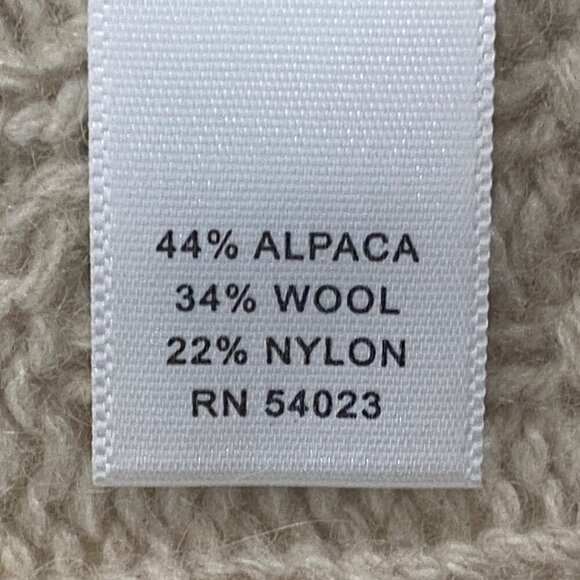 44% ALPACA
34% WOOL
22% NYLON
RN 54023